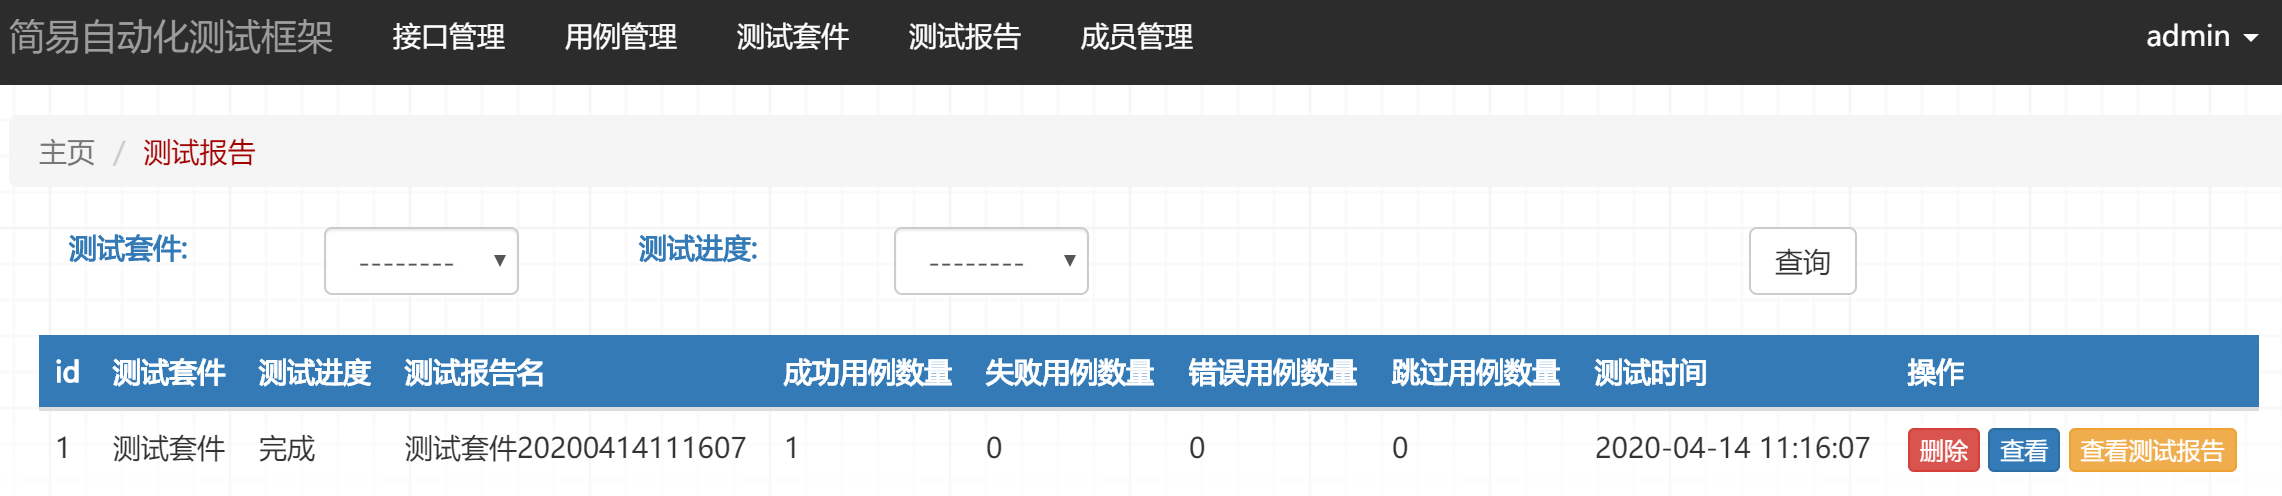 简易自动化测试框架 接口管理 用例管理 测试套件 测试报告 成员管理 admin
主页 / 测试报告
测试套件: -------- 测试进度: -------- 查询
id 测试套件 测试进度 测试报告名 成功用例数量 失败用例数量 错误用例数量 跳过用例数量 测试时间 操作
1 测试套件 完成 测试套件20200414111607 1 0 0 0 2020-04-14 11:16:07 删除 查看 查看测试报告